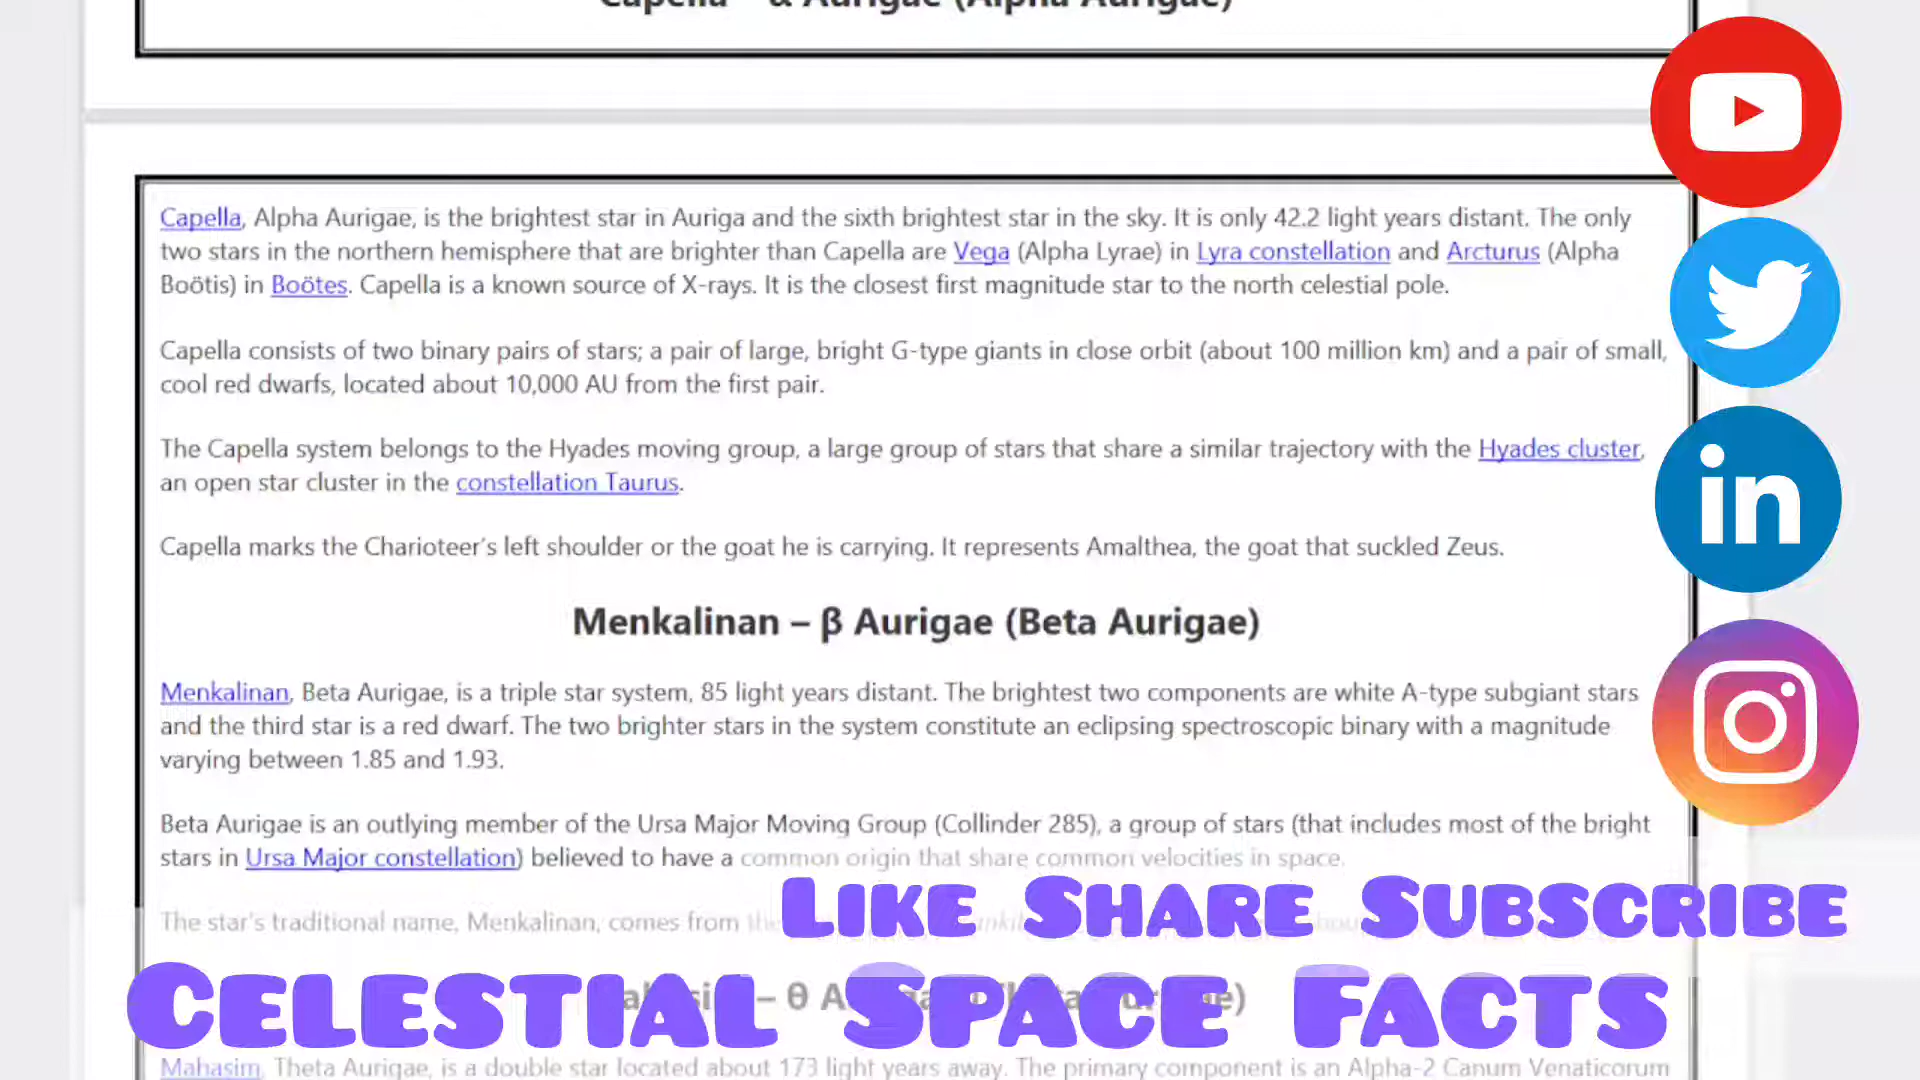 Capella – α Aurigae (Alpha Aurigae)
Capella, Alpha Aurigae, is the brightest star in Auriga and the sixth brightest star in the sky. It is only 42.2 light years distant. The only
two stars in the northern hemisphere that are brighter than Capella are Vega (Alpha Lyrae) in Lyra constellation and Arcturus (Alpha
Boötis) in Boötes. Capella is a known source of X-rays. It is the closest first magnitude star to the north celestial pole.
Capella consists of two binary pairs of stars; a pair of large, bright G-type giants in close orbit (about 100 million km) and a pair of small,
cool red dwarfs, located about 10,000 AU from the first pair.
The Capella system belongs to the Hyades moving group, a large group of stars that share a similar trajectory with the Hyades cluster,
an open star cluster in the constellation Taurus.
Capella marks the Charioteer's left shoulder or the goat he is carrying. It represents Amalthea, the goat that suckled Zeus.
Menkalinan – β Aurigae (Beta Aurigae)
Menkalinan, Beta Aurigae, is a triple star system, 85 light years distant. The brightest two components are white A-type subgiant stars
and the third star is a red dwarf. The two brighter stars in the system constitute an eclipsing spectroscopic binary with a magnitude
varying between 1.85 and 1.93.
Beta Aurigae is an outlying member of the Ursa Major Moving Group (Collinder 285), a group of stars (that includes most of the bright
stars in Ursa Major constellation) believed to have a common origin that share common velocities in space.
The star's traditional name, Menkalinan, comes from the
Like Share Subscribe
– θ
Celestial Space Facts
Mahasim, Theta Aurigae, is a double star located about 173 light years away. The primary component is an Alpha-2 Canum Venaticorum
in